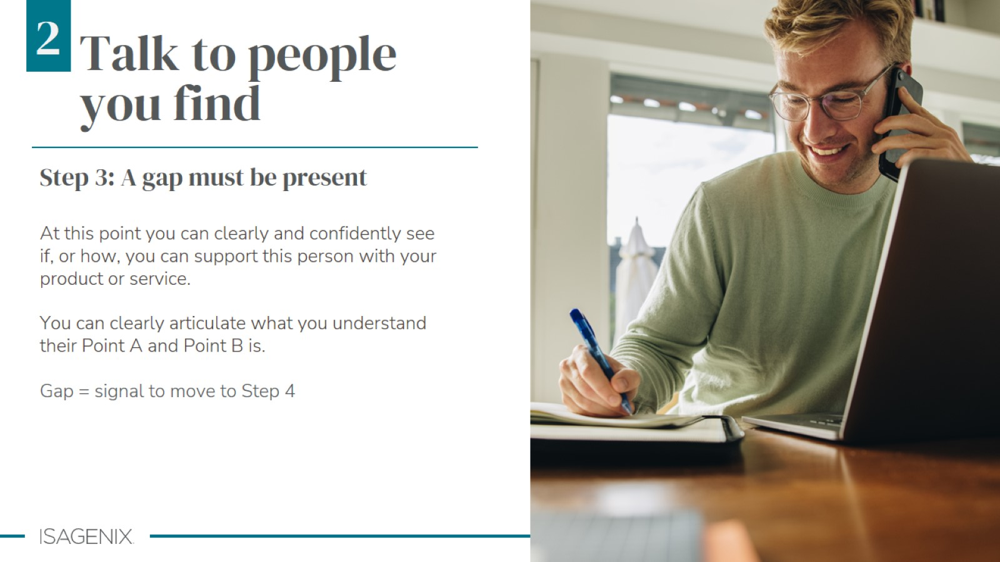 2
Talk to people
you find
Step 3: A gap must be present
At this point you can clearly and confidently see
if, or how, you can support this person with your
product or service.
You can clearly articulate what you understand
their Point A and Point B is.
Gap = signal to move to Step 4
ISAGENIX